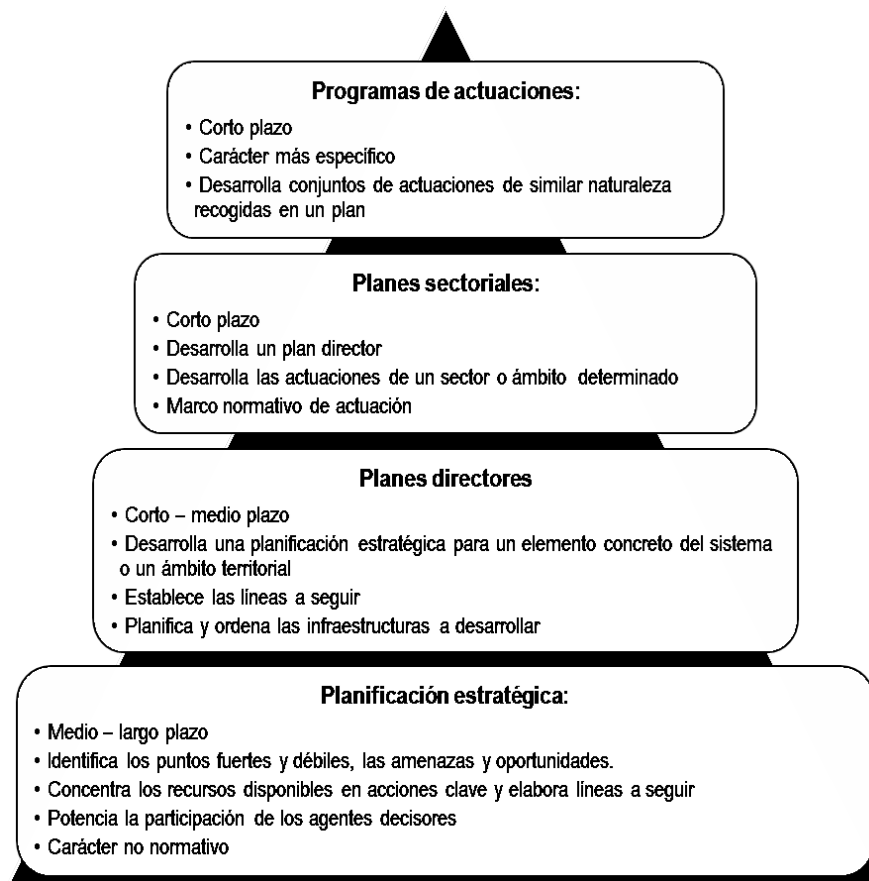 Programas de actuaciones:
• Corto plazo
• Carácter más específico
• Desarrolla conjuntos de actuaciones de similar naturaleza
recogidas en un plan
Planes sectoriales:
• Corto plazo
• Desarrolla un plan director
• Desarrolla las actuaciones de un sector o ámbito determinado
• Marco normativo de actuación
Planes directores
• Corto – medio plazo
• Desarrolla una planificación estratégica para un elemento concreto del sistema
o un ámbito territorial
• Establece las líneas a seguir
• Planifica y ordena las infraestructuras a desarrollar
Planificación estratégica:
• Medio – largo plazo
• Identifica los puntos fuertes y débiles, las amenazas y oportunidades.
• Concentra los recursos disponibles en acciones clave y elabora líneas a seguir
• Potencia la participación de los agentes decisores
• Carácter no normativo